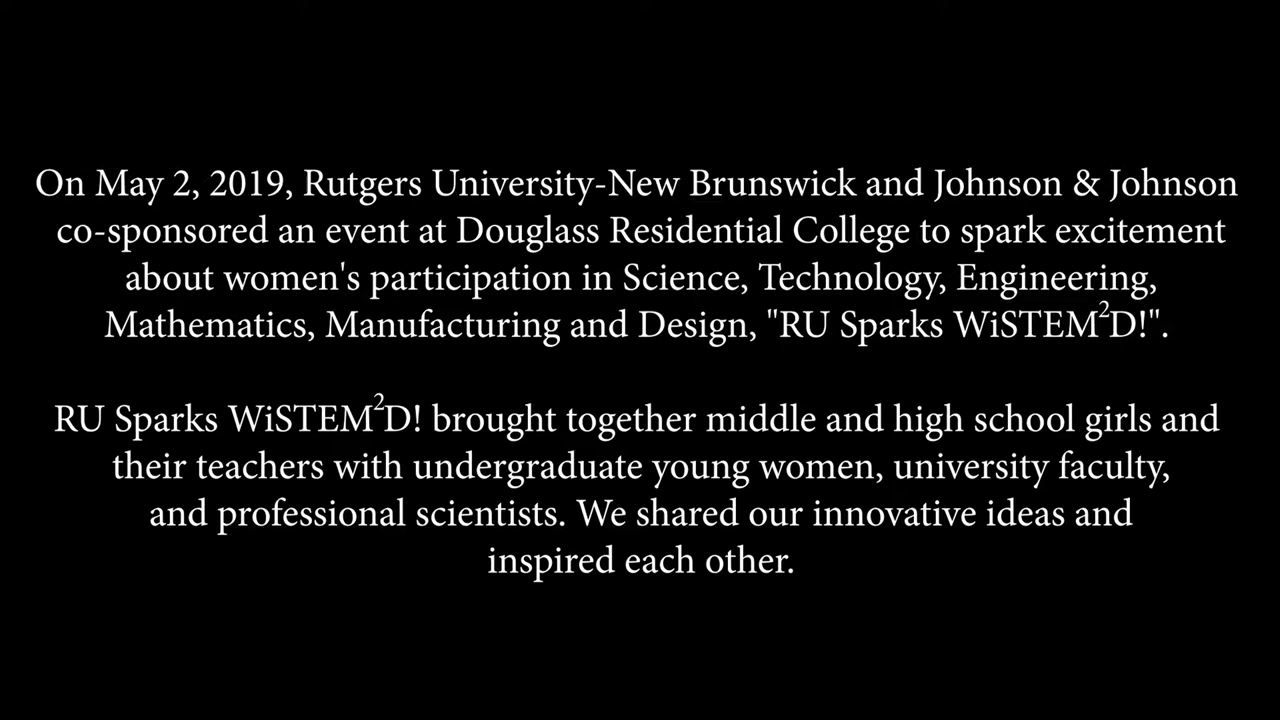 On May 2, 2019, Rutgers University-New Brunswick and Johnson & Johnson
co-sponsored an event at Douglass Residential College to spark excitement
about women's participation in Science, Technology, Engineering,
Mathematics, Manufacturing and Design, "RU Sparks WiSTEM²D!".
RU Sparks WiSTEM²D! brought together middle and high school girls and
their teachers with undergraduate young women, university faculty,
and professional scientists. We shared our innovative ideas and
inspired each other.